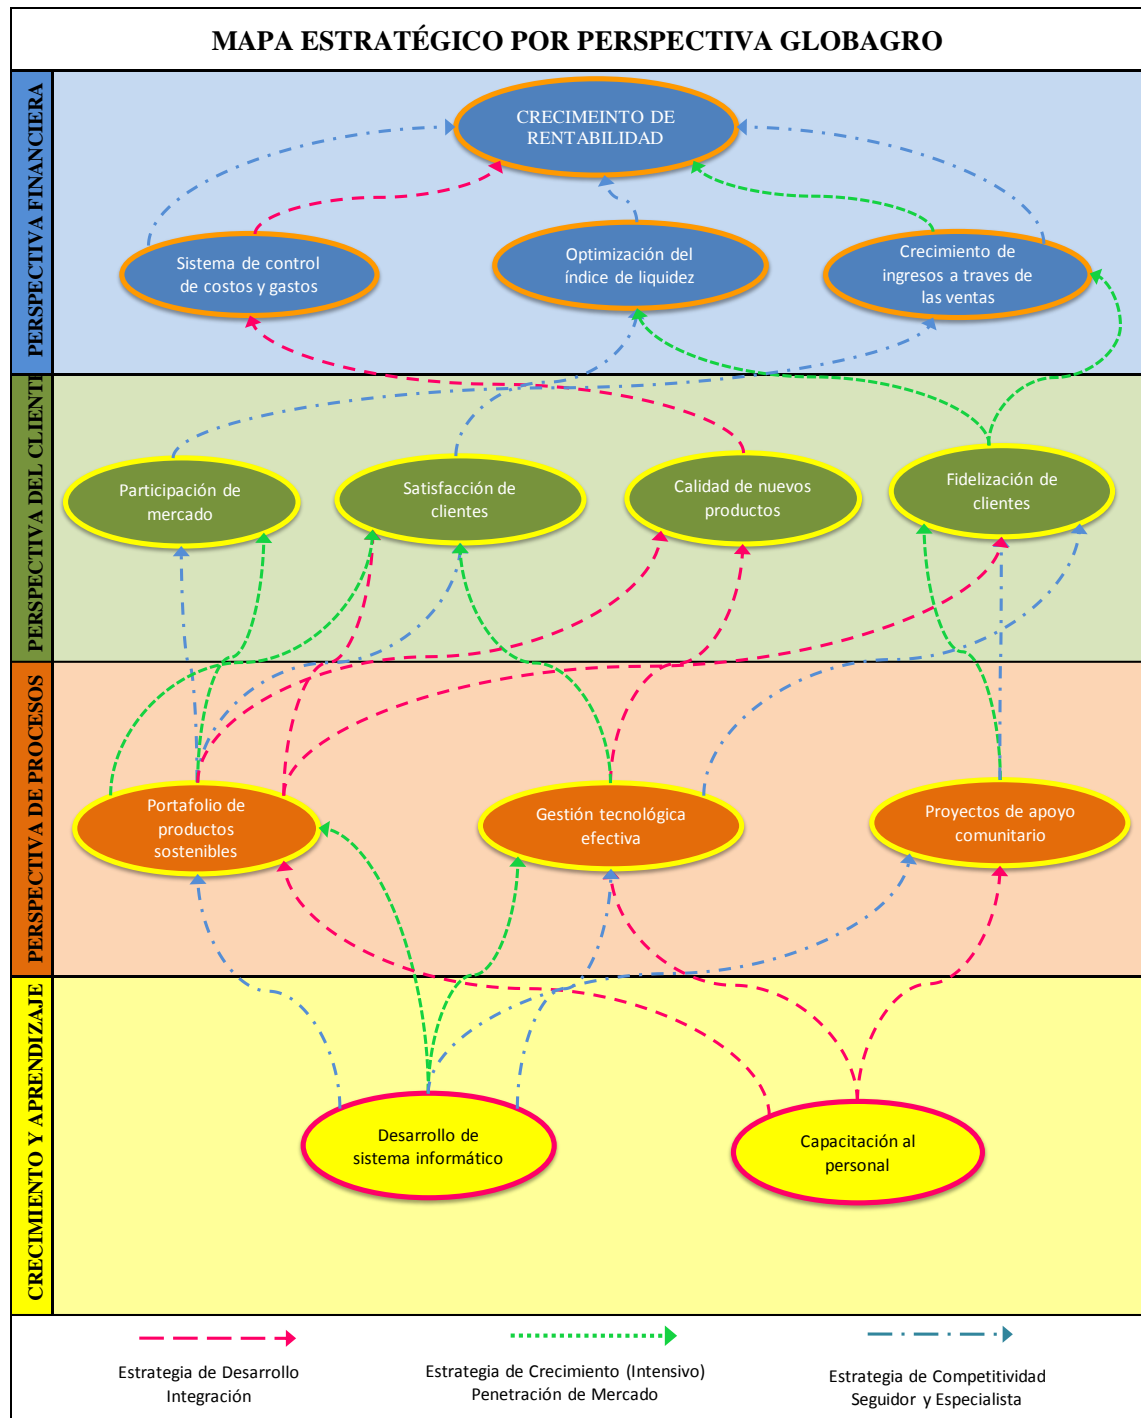 MAPA ESTRATÉGICO POR PERSPECTIVA GLOBAGRO
PERSPECTIVA FINANCIERA
CRECIMEINTO DE
RENTABILIDAD
Sistema de control
de costos y gastos
Optimización del
índice de liquidez
Crecimiento de
ingresos a traves de
las ventas
PERSPECTIVA DEL CLIENTE
Participación de
mercado
Satisfacción de
clientes
Calidad de nuevos
productos
Fidelización de
clientes
PERSPECTIVA DE PROCESOS
Portafolio de
productos
sostenibles
Gestión tecnológica
efectiva
Proyectos de apoyo
comunitario
CRECIMIENTO Y APRENDIZAJE
Desarrollo de
sistema informático
Capacitación al
personal
Estrategia de Desarrollo
Integración
Estrategia de Crecimiento (Intensivo)
Penetración de Mercado
Estrategia de Competitividad
Seguidor y Especialista